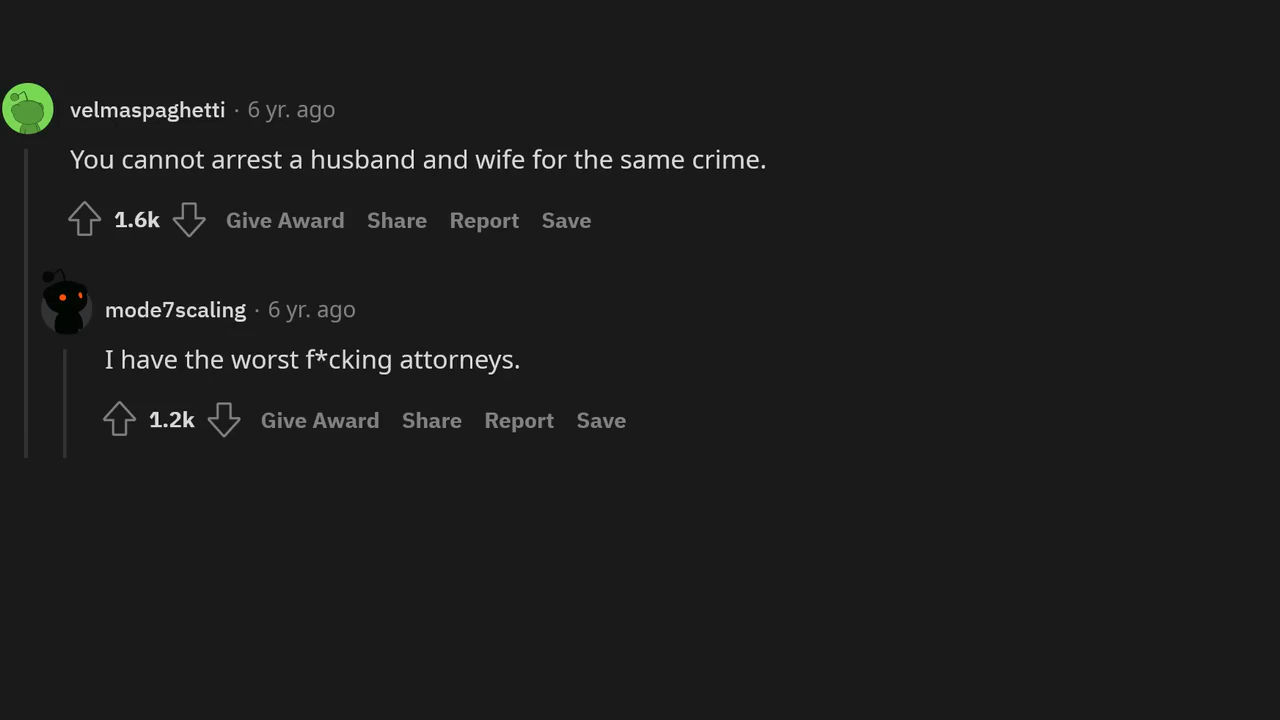 velmaspaghetti · 6 yr. ago
You cannot arrest a husband and wife for the same crime.
1.6k Give Award Share Report Save
mode7scaling · 6 yr. ago
I have the worst f*cking attorneys.
1.2k Give Award Share Report Save